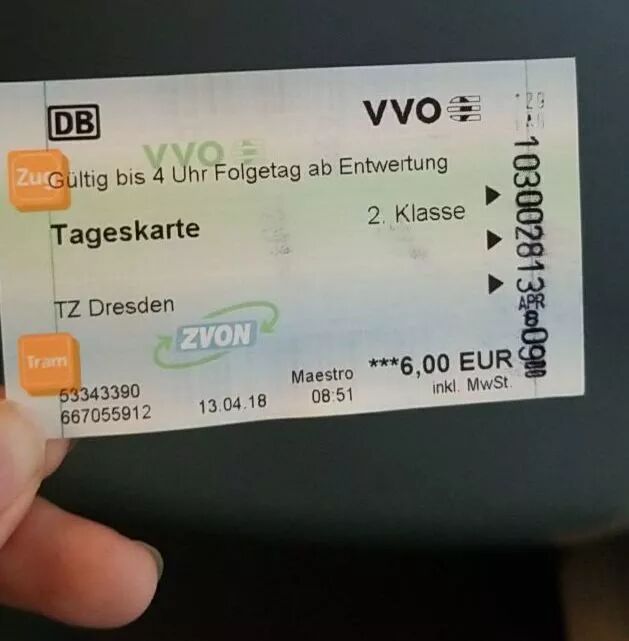 DB
VVO
VVO
Zug
Gültig bis 4 Uhr Folgetag ab Entwertung
2. Klasse
Tageskarte
TZ Dresden
ZVON
Tram
Maestro
***6,00 EUR
53343390
667055912
13.04.18
08:51
inkl. MwSt.
APR